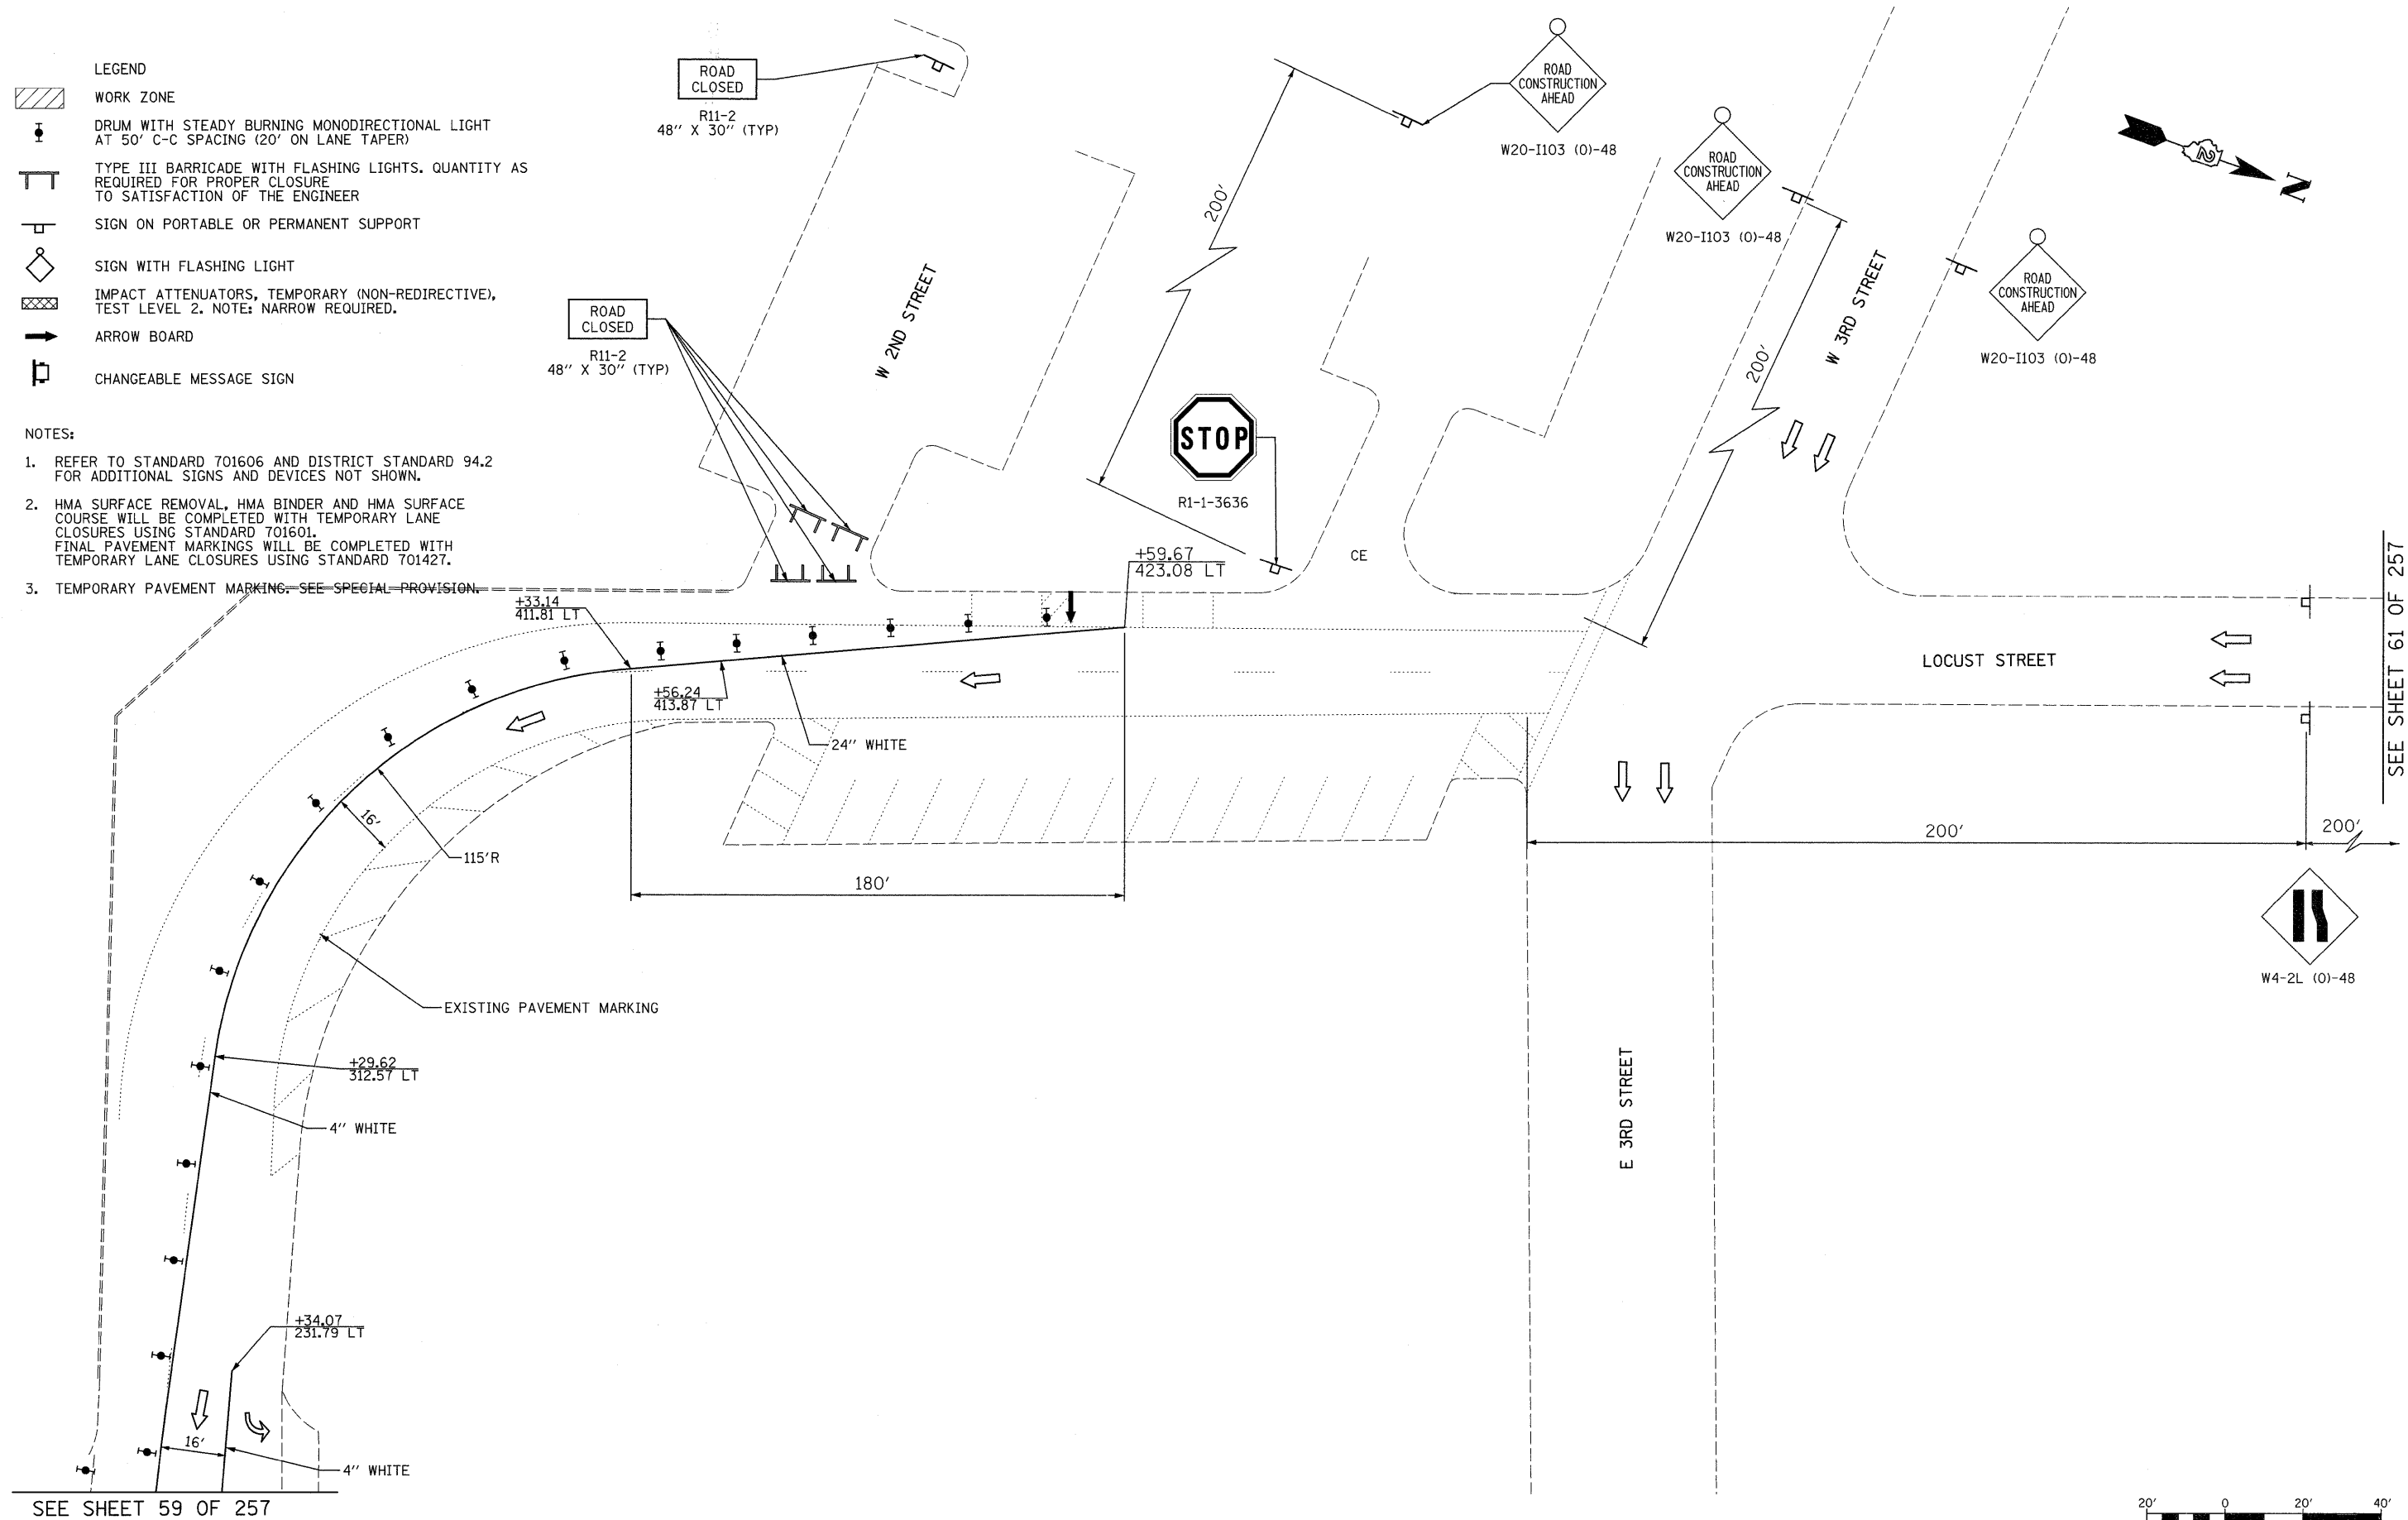 LEGEND
WORK ZONE
DRUM WITH STEADY BURNING MONODIRECTIONAL LIGHT
AT 50' C-C SPACING (20' ON LANE TAPER)
TYPE III BARRICADE WITH FLASHING LIGHTS. QUANTITY AS
REQUIRED FOR PROPER CLOSURE
TO SATISFACTION OF THE ENGINEER
SIGN ON PORTABLE OR PERMANENT SUPPORT
SIGN WITH FLASHING LIGHT
IMPACT ATTENUATORS, TEMPORARY (NON-REDIRECTIVE),
TEST LEVEL 2. NOTE: NARROW REQUIRED.
ARROW BOARD
CHANGEABLE MESSAGE SIGN
NOTES:
1. REFER TO STANDARD 701606 AND DISTRICT STANDARD 94.2
FOR ADDITIONAL SIGNS AND DEVICES NOT SHOWN.
2. HMA SURFACE REMOVAL, HMA BINDER AND HMA SURFACE
COURSE WILL BE COMPLETED WITH TEMPORARY LANE
CLOSURES USING STANDARD 701601.
FINAL PAVEMENT MARKINGS WILL BE COMPLETED WITH
TEMPORARY LANE CLOSURES USING STANDARD 701427.
3. TEMPORARY PAVEMENT MARKING. SEE SPECIAL PROVISION.
ROAD
CLOSED
R11-2
48'' X 30'' (TYP)
ROAD
CLOSED
R11-2
48'' X 30'' (TYP)
W 2ND STREET
200'
ROAD
CONSTRUCTION
AHEAD
W20-I103 (O)-48
ROAD
CONSTRUCTION
AHEAD
W20-I103 (O)-48
ROAD
CONSTRUCTION
AHEAD
W20-I103 (O)-48
2
N
W 3RD STREET
200'
STOP
R1-1-3636
CE
+59.67
423.08 LT
+33.14
411.81 LT
+56.24
413.87 LT
24'' WHITE
LOCUST STREET
SEE SHEET 61 OF 257
16'
115'R
180'
200'
200'
W4-2L (O)-48
EXISTING PAVEMENT MARKING
+29.62
312.57 LT
4'' WHITE
E 3RD STREET
+34.07
231.79 LT
16'
4'' WHITE
SEE SHEET 59 OF 257
20' 0 20' 40'